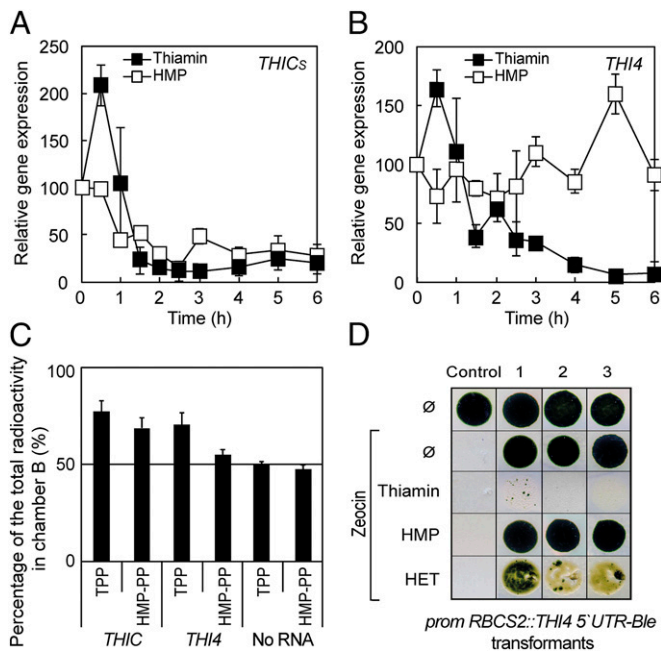 A
B
Relative gene expression
250
200
150
100
50
0
Thiamin
HMP
THICs
0 1 2 3 4 5 6
Time (h)
Relative gene expression
200
150
100
50
0
Thiamin
HMP
THI4
0 1 2 3 4 5 6
Time (h)
C
D
Percentage of the total radioactivity
in chamber B (%)
100
50
0
TPP
HMP-PP
TPP
HMP-PP
TPP
HMP-PP
THIC
THI4
No RNA
Control 1 2 3
Ø
Ø
Thiamin
HMP
HET
Zeocin
prom RBCS2::THI4 5`UTR-Ble
transformants